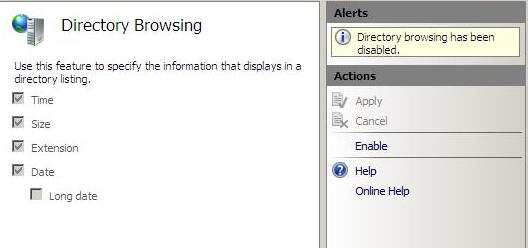 Directory Browsing
Use this feature to specify the information that displays in a
directory listing.
Time
Size
Extension
Date
Long date
Alerts
Directory browsing has been
disabled.
Actions
Apply
Cancel
Enable
Help
Online Help